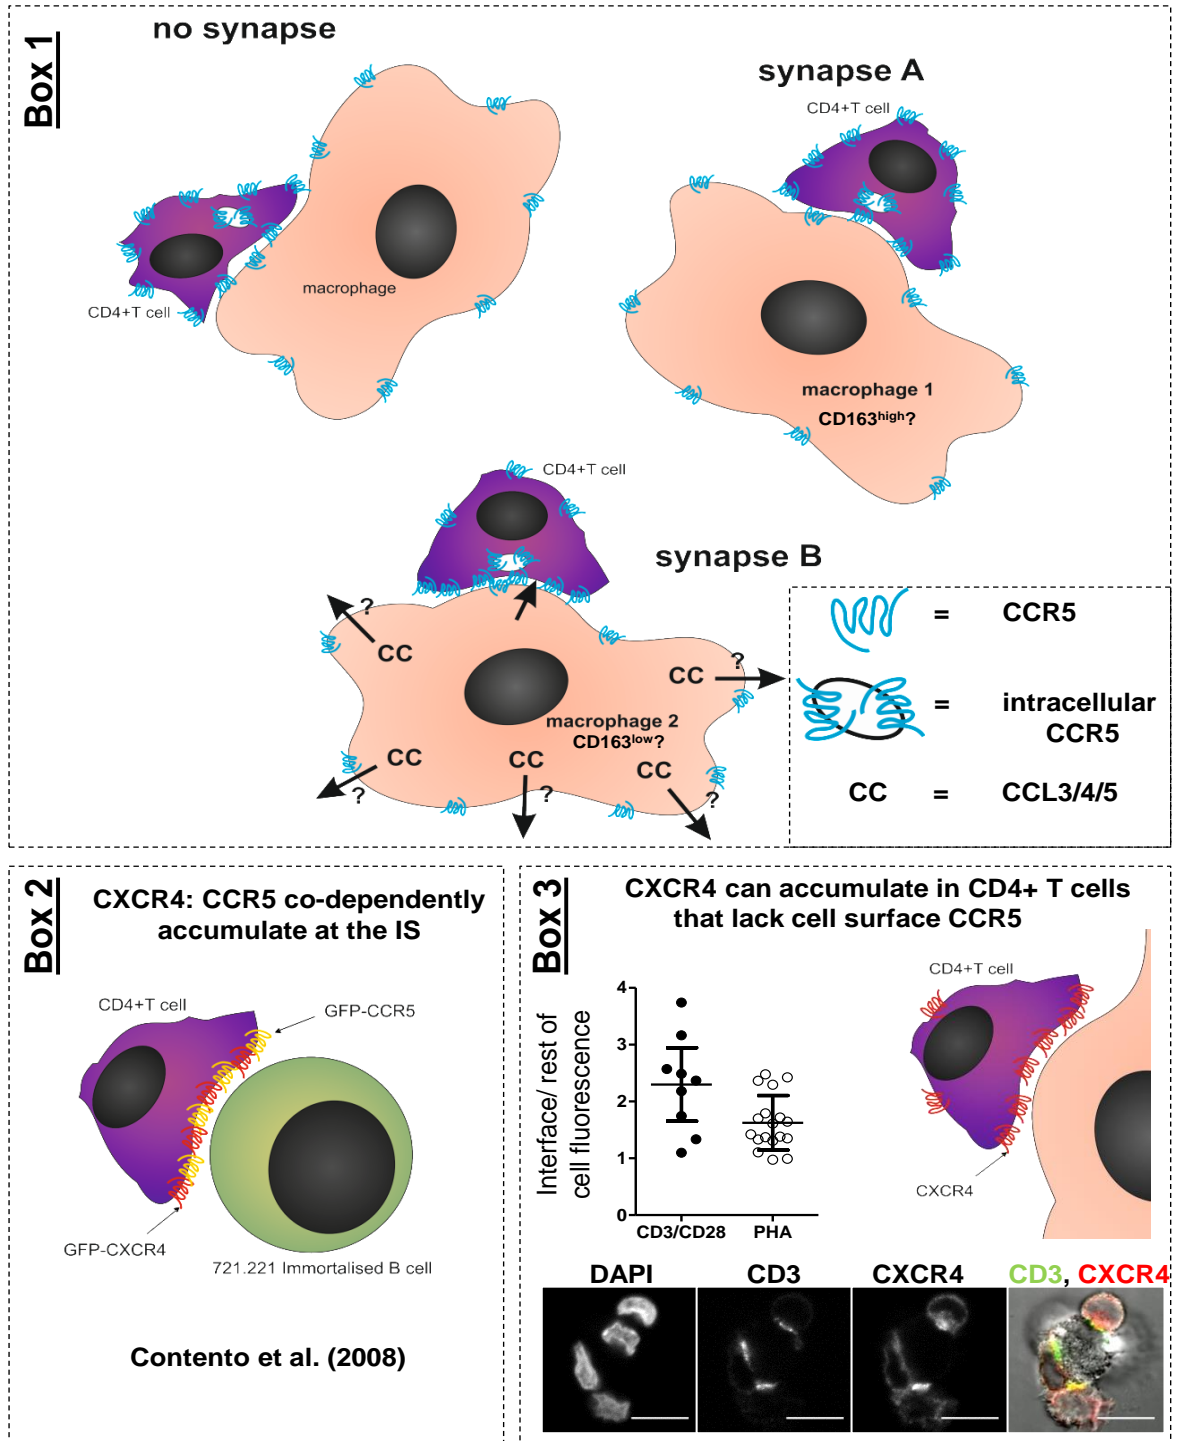 Box 1
no synapse
CD4+T cell
macrophage
synapse A
CD4+T cell
macrophage 1
CD163high?
CD4+T cell
synapse B
?
CC
CC
?
macrophage 2
CD163low?
CC
?
CC
?
CC
?
= CCR5
= intracellular
CCR5
CC = CCL3/4/5
Box 2
CXCR4: CCR5 co-dependently
accumulate at the IS
CD4+T cell
GFP-CCR5
GFP-CXCR4
721.221 Immortalised B cell
Contento et al. (2008)
Box 3
CXCR4 can accumulate in CD4+ T cells
that lack cell surface CCR5
Interface/ rest of
cell fluorescence
4
3
2
1
0
CD3/CD28 PHA
CD4+T cell
CXCR4
DAPI CD3 CXCR4 CD3, CXCR4